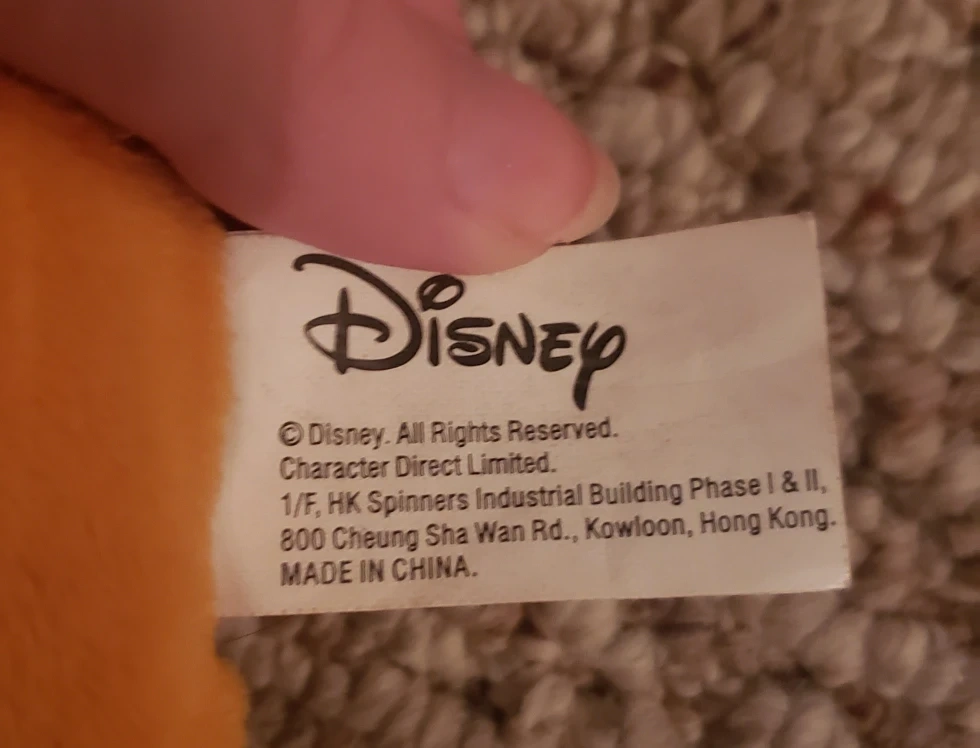 Disney
© Disney. All Rights Reserved.
Character Direct Limited.
1/F, HK Spinners Industrial Building Phase I & II,
800 Cheung Sha Wan Rd., Kowloon, Hong Kong.
MADE IN CHINA.